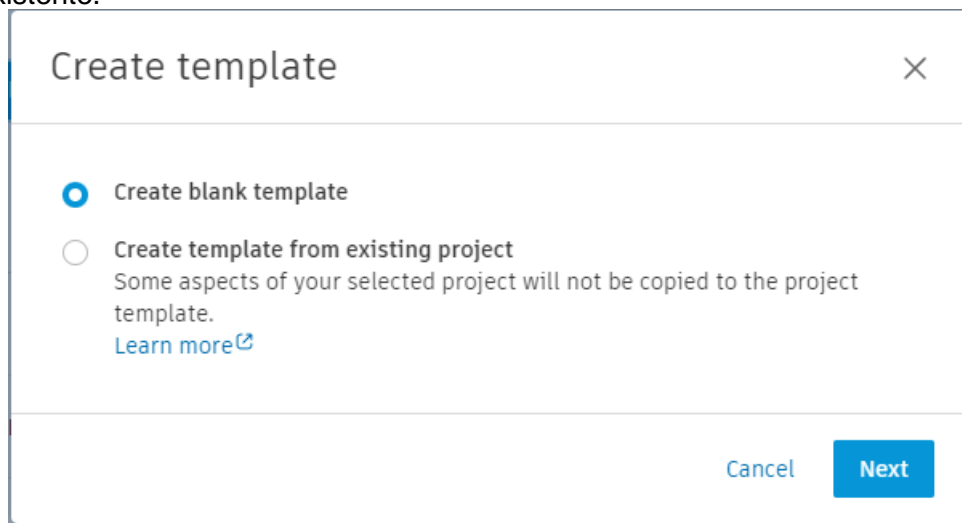 Create template
Create blank template
Create template from existing project
Some aspects of your selected project will not be copied to the project
template.
Learn more
Cancel
Next